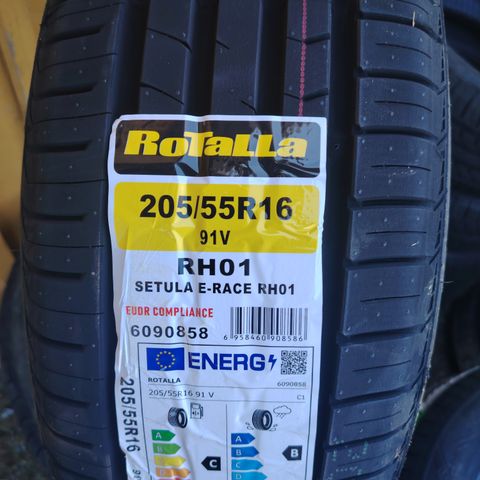 RoTaLLa
205/55R16
91V
RH01
SETULA E-RACE RH01
EUDR COMPLIANCE
6090858
6 958460 908586
ENERG
ROTALLA
6090858
205/55R16 91 V
C1
A
B
C
D
C
A
B
C
D
B
205/55R16